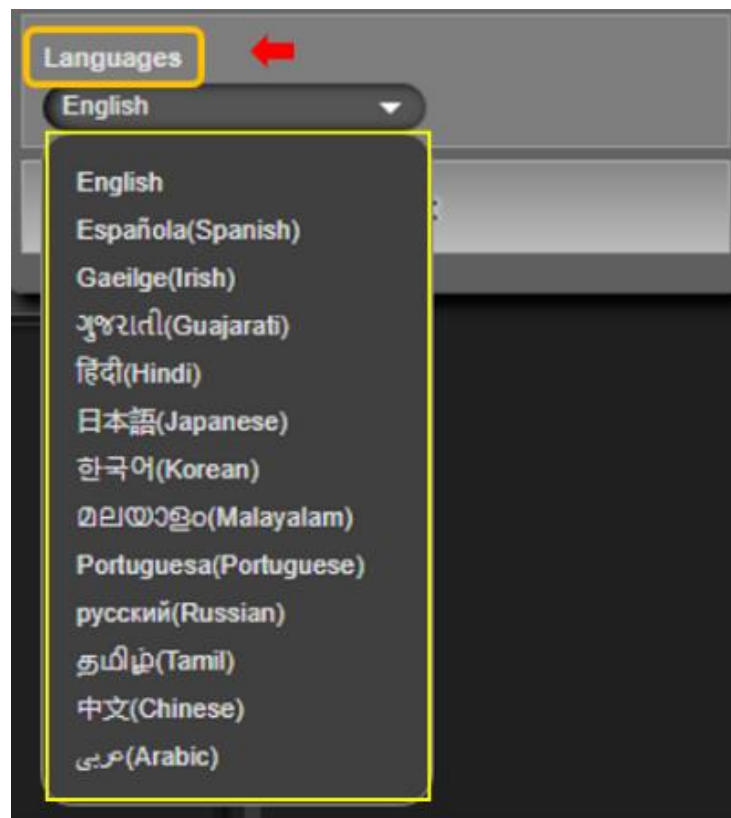 Languages
English
English
Española(Spanish)
Gaeilge(Irish)
ગુજરાતી(Guajarati)
हिंदी(Hindi)
日本語(Japanese)
한국어(Korean)
മലയാളം(Malayalam)
Portuguesa(Portuguese)
русский(Russian)
தமிழ்(Tamil)
中文(Chinese)
عربى(Arabic)